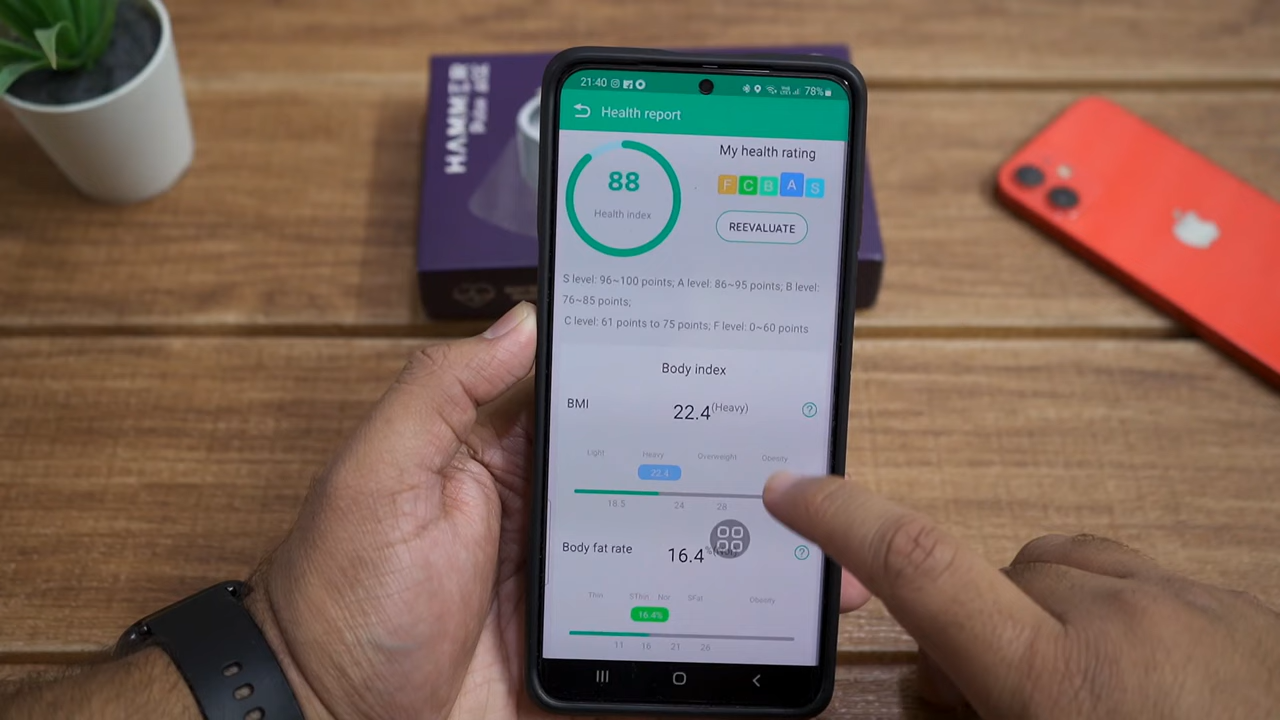 HAMMER
Pulse
21:40
78%
Health report
88
Health index
My health rating
F C B A S
REEVALUATE
S level: 96~100 points; A level: 86~95 points; B level:
76~85 points;
C level: 61 points to 75 points; F level: 0~60 points
Body index
BMI
22.4(Heavy)
?
Light Heavy Overweight Obesity
22.4
18.5 24 28
Body fat rate
16.4
?
Thin SThin Nor SFat Obesity
16.4%
11 16 21 26